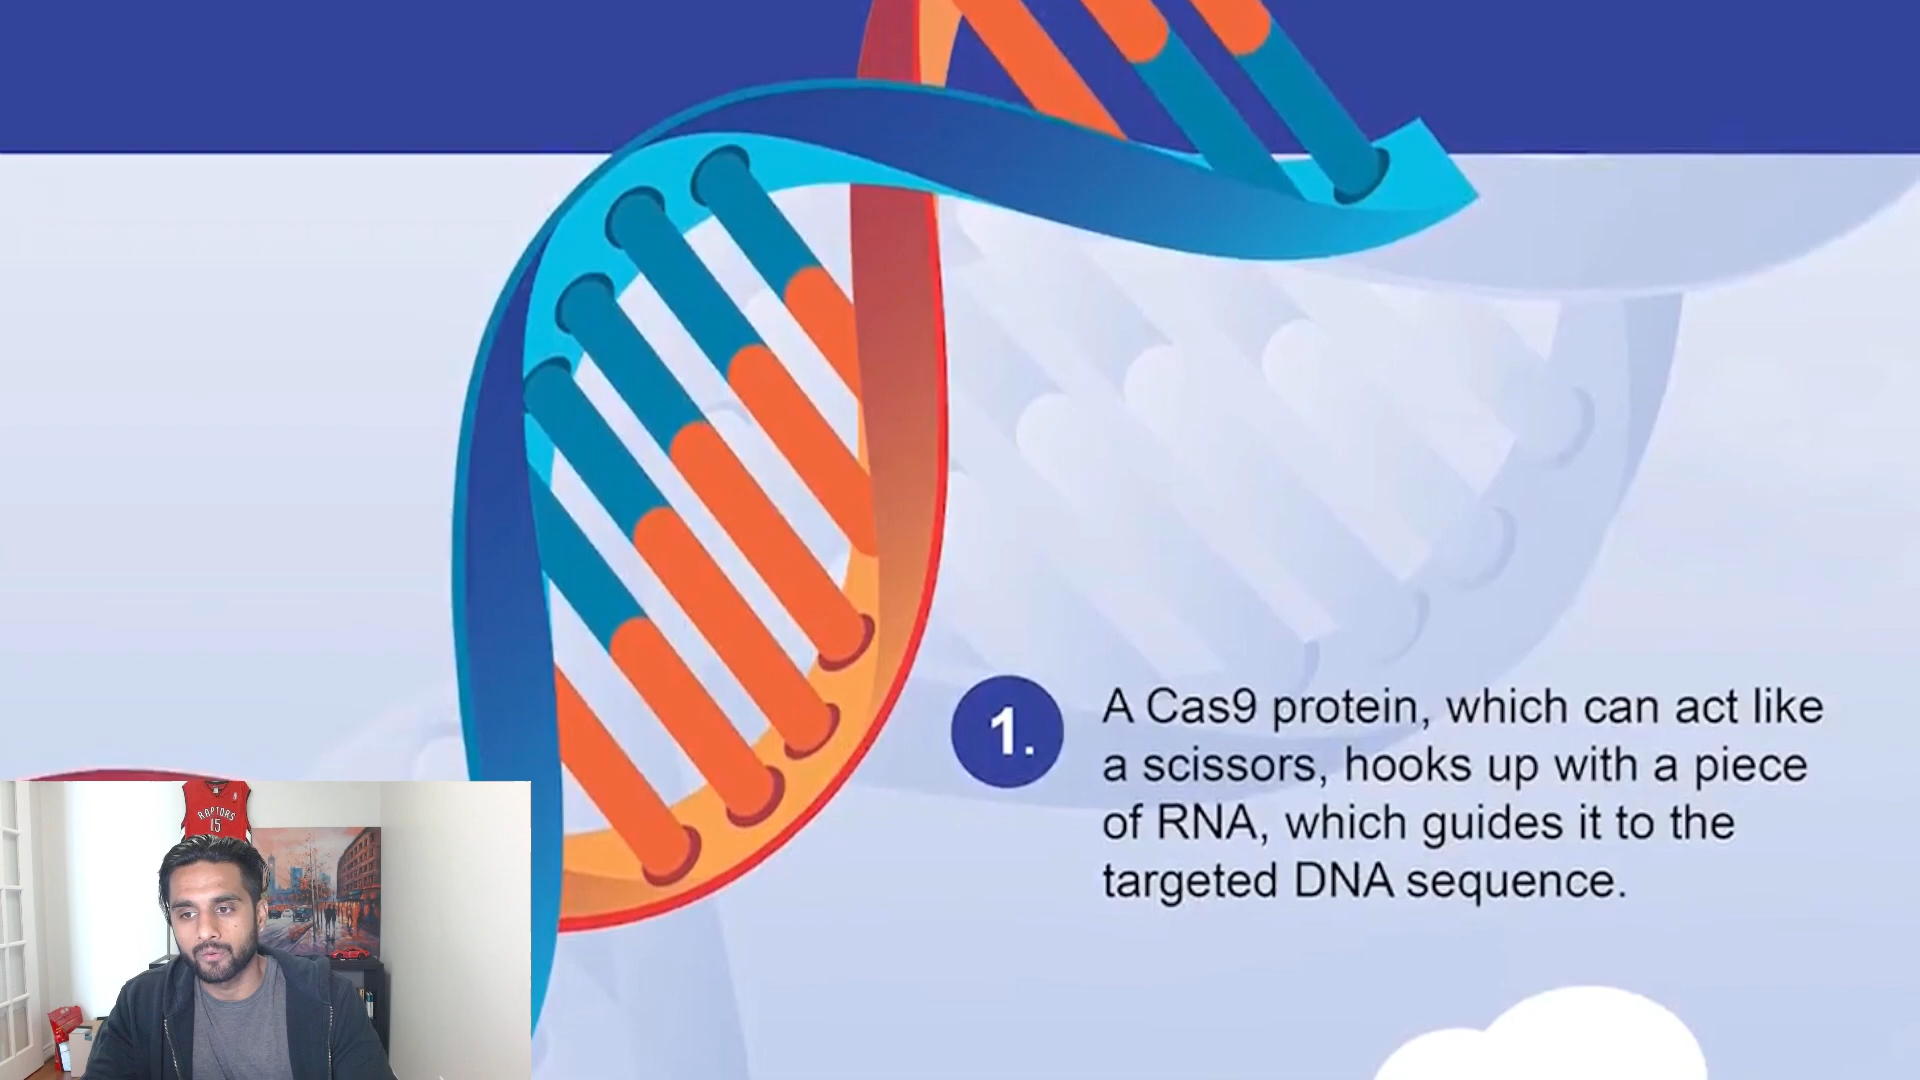 1.
A Cas9 protein, which can act like
a scissors, hooks up with a piece
of RNA, which guides it to the
targeted DNA sequence.
RAPTORS
15